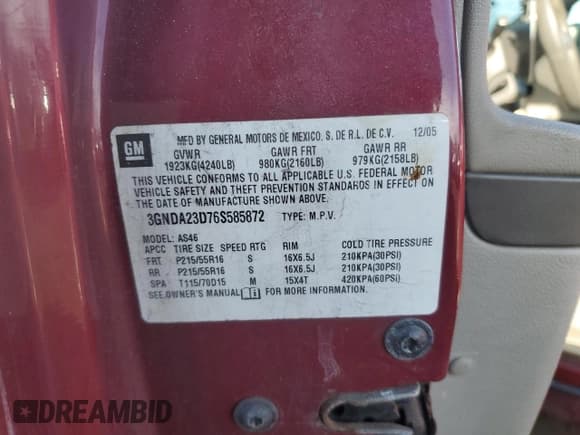 GM
MFD BY GENERAL MOTORS DE MEXICO, S. DE R.L. DE C.V. 12/05
GVWR GAWR FRT GAWR RR
1923KG(4240LB) 980KG(2160LB) 979KG(2158LB)
THIS VEHICLE CONFORMS TO ALL APPLICABLE U.S. FEDERAL MOTOR
VEHICLE SAFETY AND THEFT PREVENTION STANDARDS IN EFFECT ON
THE DATE OF MANUFACTURE SHOWN ABOVE.
3GNDA23D76S585872 TYPE: M.P.V.
MODEL: AS46
APCC TIRE SIZE SPEED RTG RIM COLD TIRE PRESSURE
FRT P215/55R16 S 16X6.5J 210KPA(30PSI)
RR P215/55R16 S 16X6.5J 210KPA(30PSI)
SPA T115/70D15 M 15X4T 420KPA(60PSI)
SEE OWNER'S MANUAL FOR MORE INFORMATION.
DREAMBID